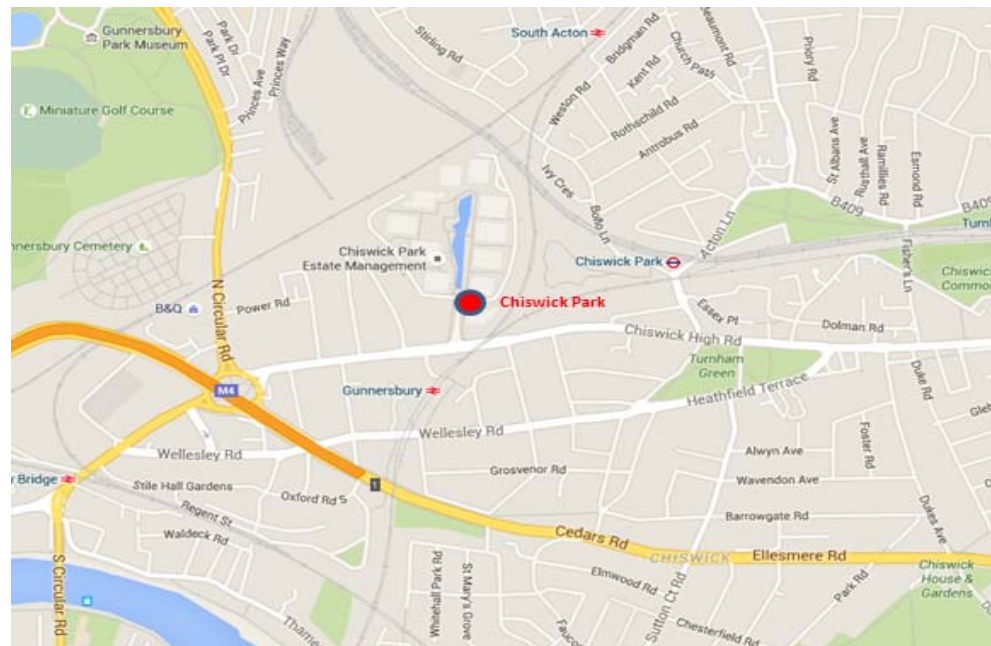 Gunnersbury
Park Museum
Park Dr
Park Pl Dr
Princes Ave
Princes Way
Stirling Rd
South Acton
Bridgman Rd
Beaumont Rd
Church Path
Kent Rd
Weston Rd
Rothschild Rd
Antrobus Rd
Priory Rd
Miniature Golf Course
St Albans Ave
Rusthall Ave
Ramillies Rd
Esmond Rd
Ivy Cres
Bollo Ln
Acton Ln
B409
B409
nnersbury Cemetery
Chiswick Park
Estate Management
Chiswick Park
Turnh
Fisher's Ln
Chiswick
Common
N Circular Rd
B&Q
Power Rd
Chiswick Park
Essex Pl
Dolman Rd
Chiswick High Rd
Turnham
Green
Heathfield Terrace
Duke Rd
M4
Gunnersbury
Wellesley Rd
Wellesley Rd
Foster Rd
Alwyn Ave
Grosvenor Rd
Wavendon Ave
r Bridge
Stile Hall Gardens
Oxford Rd S
1
Regent St
Waldeck Rd
Barrowgate Rd
Dukes Ave
Cedars Rd
CHISWICK
Ellesmere Rd
S Circular Rd
Whitehall Park Rd
St Mary's Grove
Elmwood Rd
Sutton Ct Rd
Park Rd
Chiswick
House &
Gardens
Chesterfield Rd